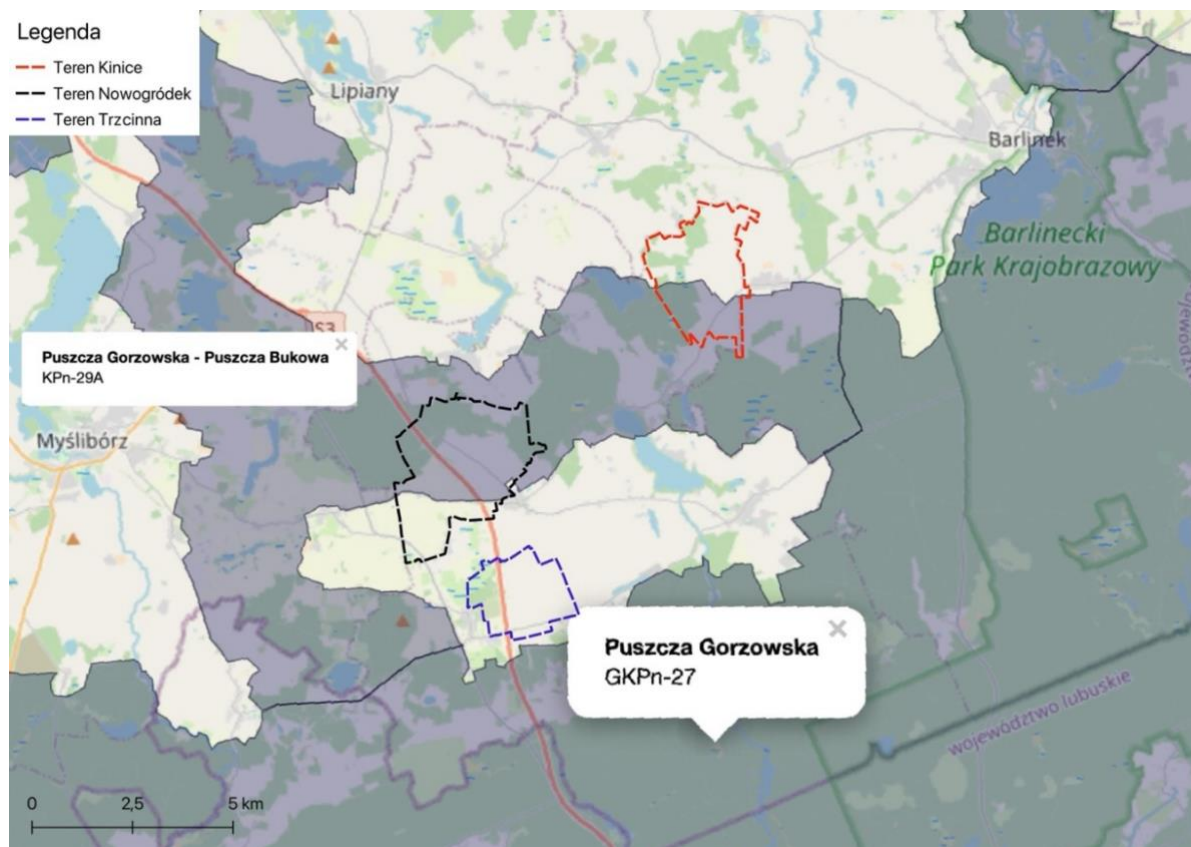 Legenda
Teren Kinice
Teren Nowogródek
Teren Trzcinna
Lipiany
Barlinek
Barlinecki
Park Krajobrazowy
S3
×
Puszcza Gorzowska - Puszcza Bukowa
KPn-29A
Myślibórz
×
Puszcza Gorzowska
GKPn-27
województwo lubuskie
0 2,5 5 km